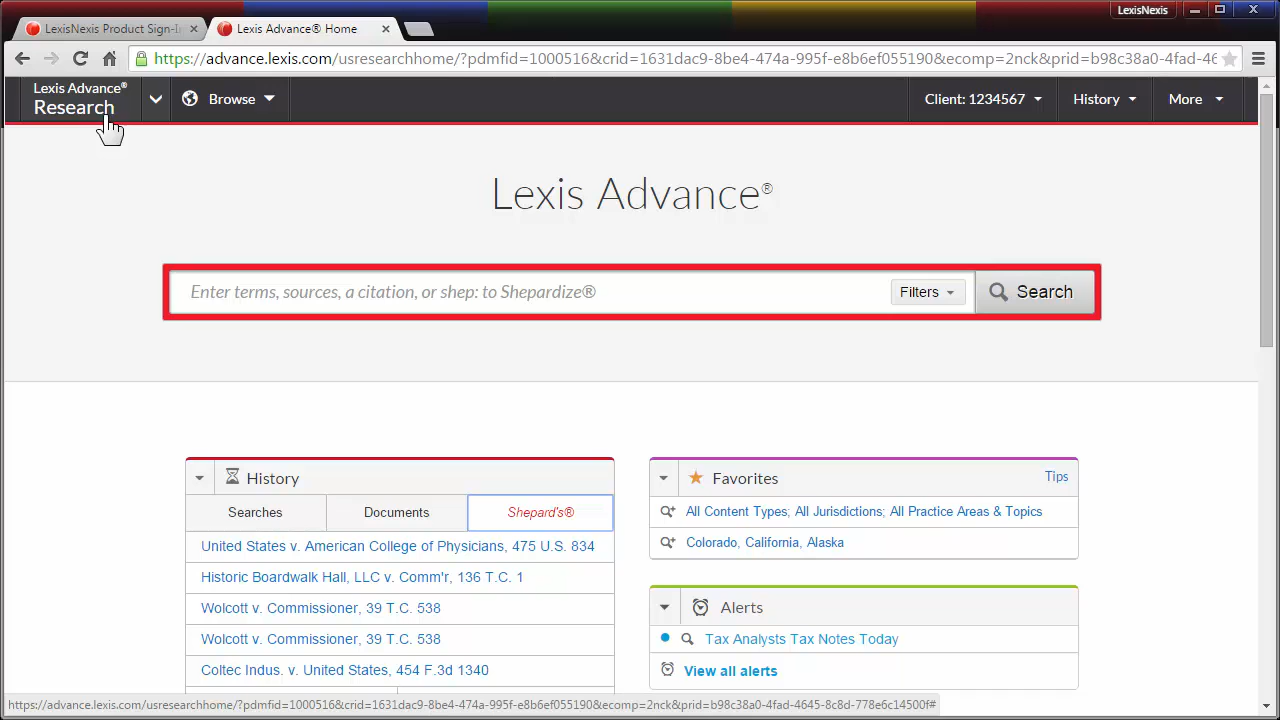 LexisNexis
LexisNexis Product Sign-I
Lexis Advance® Home
https://advance.lexis.com/usresearchhome/?pdmfid=1000516&crid=1631dac9-8be4-474a-995f-e8b6ef055190&ecomp=2nck&prid=b98c38a0-4fad-46
Lexis Advance®
Research
Browse
Client: 1234567
History
More
Lexis Advance®
Enter terms, sources, a citation, or shep: to Shepardize®
Filters
Search
History
Searches
Documents
Shepard's®
United States v. American College of Physicians, 475 U.S. 834
Historic Boardwalk Hall, LLC v. Comm'r, 136 T.C. 1
Wolcott v. Commissioner, 39 T.C. 538
Wolcott v. Commissioner, 39 T.C. 538
Coltec Indus. v. United States, 454 F.3d 1340
Favorites
Tips
All Content Types; All Jurisdictions; All Practice Areas & Topics
Colorado, California, Alaska
Alerts
Tax Analysts Tax Notes Today
View all alerts
https://advance.lexis.com/usresearchhome/?pdmfid=1000516&crid=1631dac9-8be4-474a-995f-e8b6ef055190&ecomp=2nck&prid=b98c38a0-4fad-4645-8c8d-778e6c14500f#